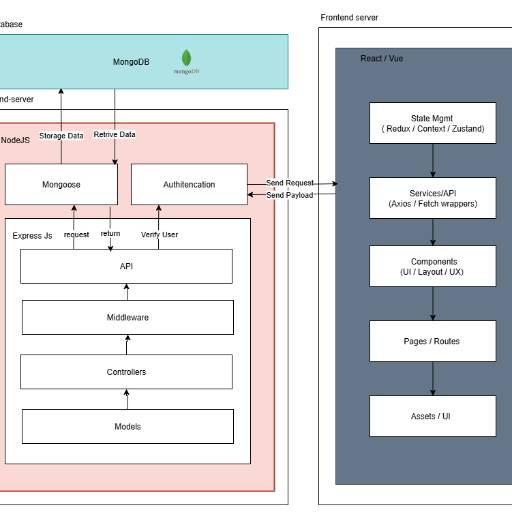 abase
Frontend server
MongoDB
mongoDB
React / Vue
nd-server
State Mgmt
( Redux / Context / Zustand)
NodeJS
Storage Data
Retrive Data
Mongoose
Authitencation
Send Request
Send Payload
Services/API
(Axios / Fetch wrappers)
Express Js
request
return
Verify User
API
Components
(UI / Layout / UX)
Middleware
Pages / Routes
Controllers
Models
Assets / UI